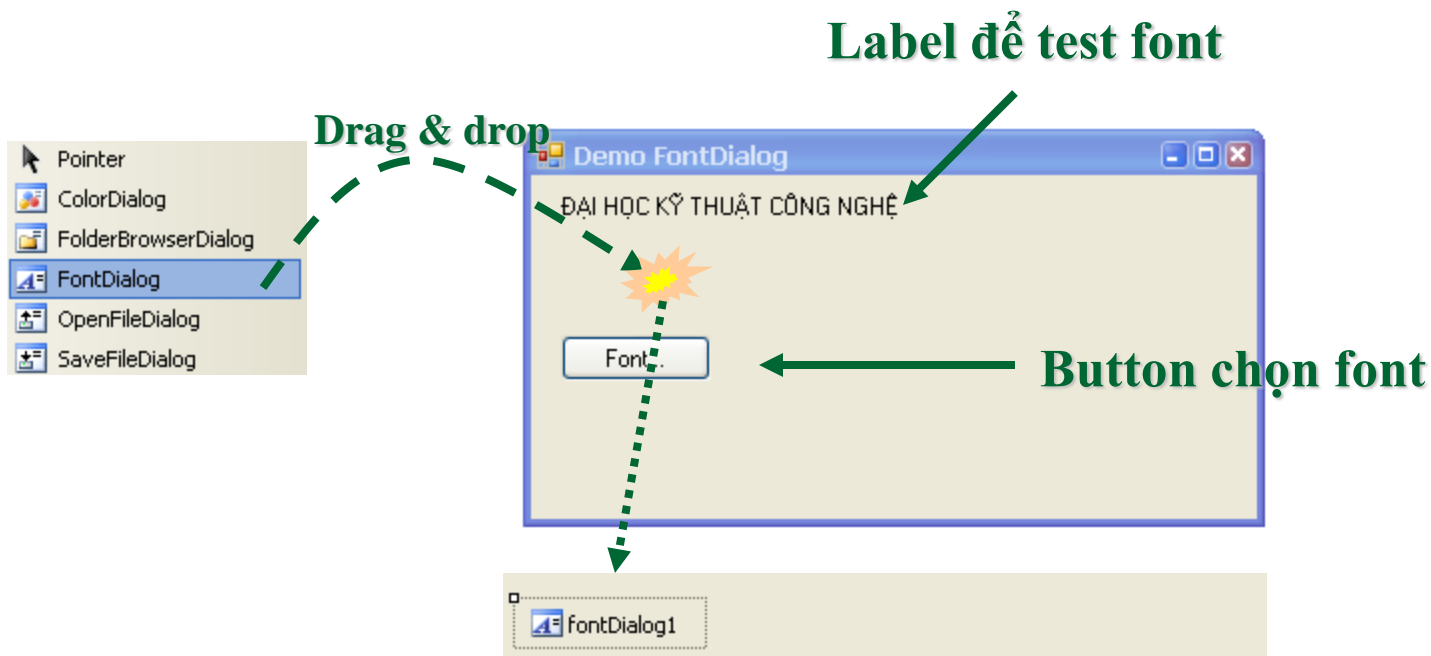 Label để test font
Drag & drop
Pointer
ColorDialog
FolderBrowserDialog
FontDialog
OpenFileDialog
SaveFileDialog
Demo FontDialog
ĐẠI HỌC KỸ THUẬT CÔNG NGHỆ
Font...
Button chọn font
fontDialog1